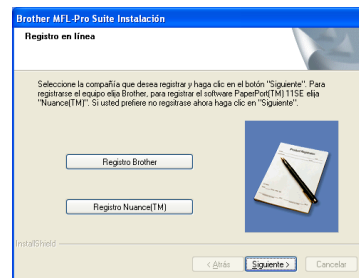 Brother MFL-Pro Suite Instalación
Registro en línea
Seleccione la compañía que desea registrar y haga clic en el botón "Siguiente". Para
registrarse el equipo elija Brother, para registrar el software PaperPort(TM) 11SE elija
"Nuance(TM)". Si usted prefiere no regsitrase ahora haga clic en "Siguiente".
Registro Brother
Registro Nuance(TM)
InstallShield
< Atrás
Siguiente >
Cancelar